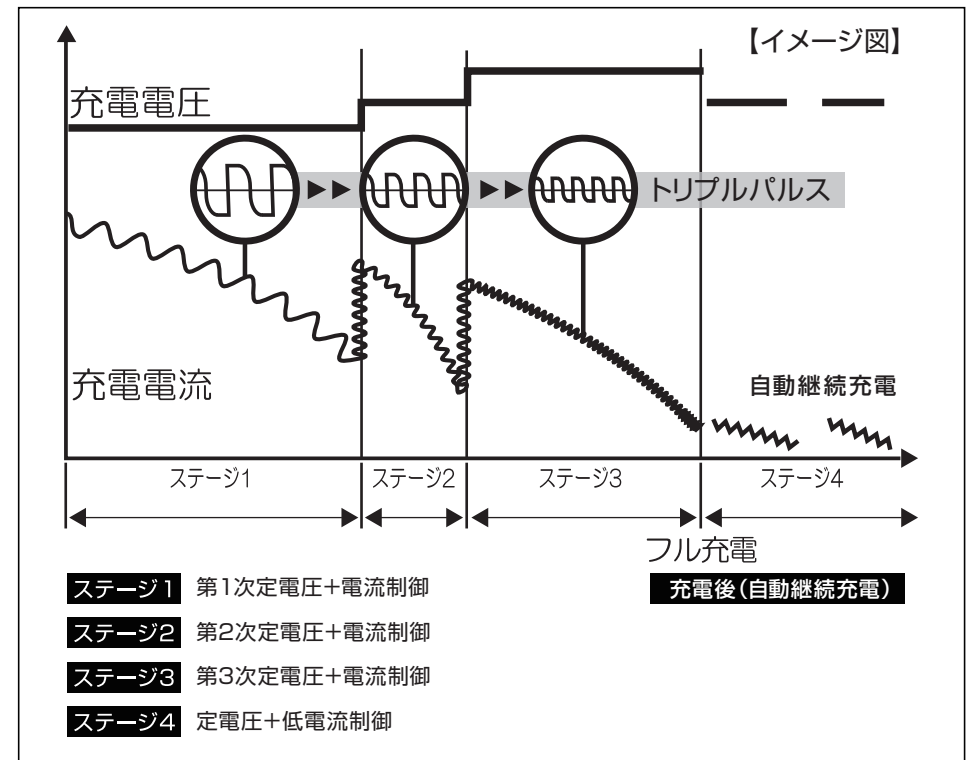 【イメージ図】
充電電圧
トリプルパルス
充電電流
自動継続充電
ステージ1
ステージ2
ステージ3
ステージ4
フル充電
充電後(自動継続充電)
ステージ1 第1次定電圧+電流制御
ステージ2 第2次定電圧+電流制御
ステージ3 第3次定電圧+電流制御
ステージ4 定電圧+低電流制御